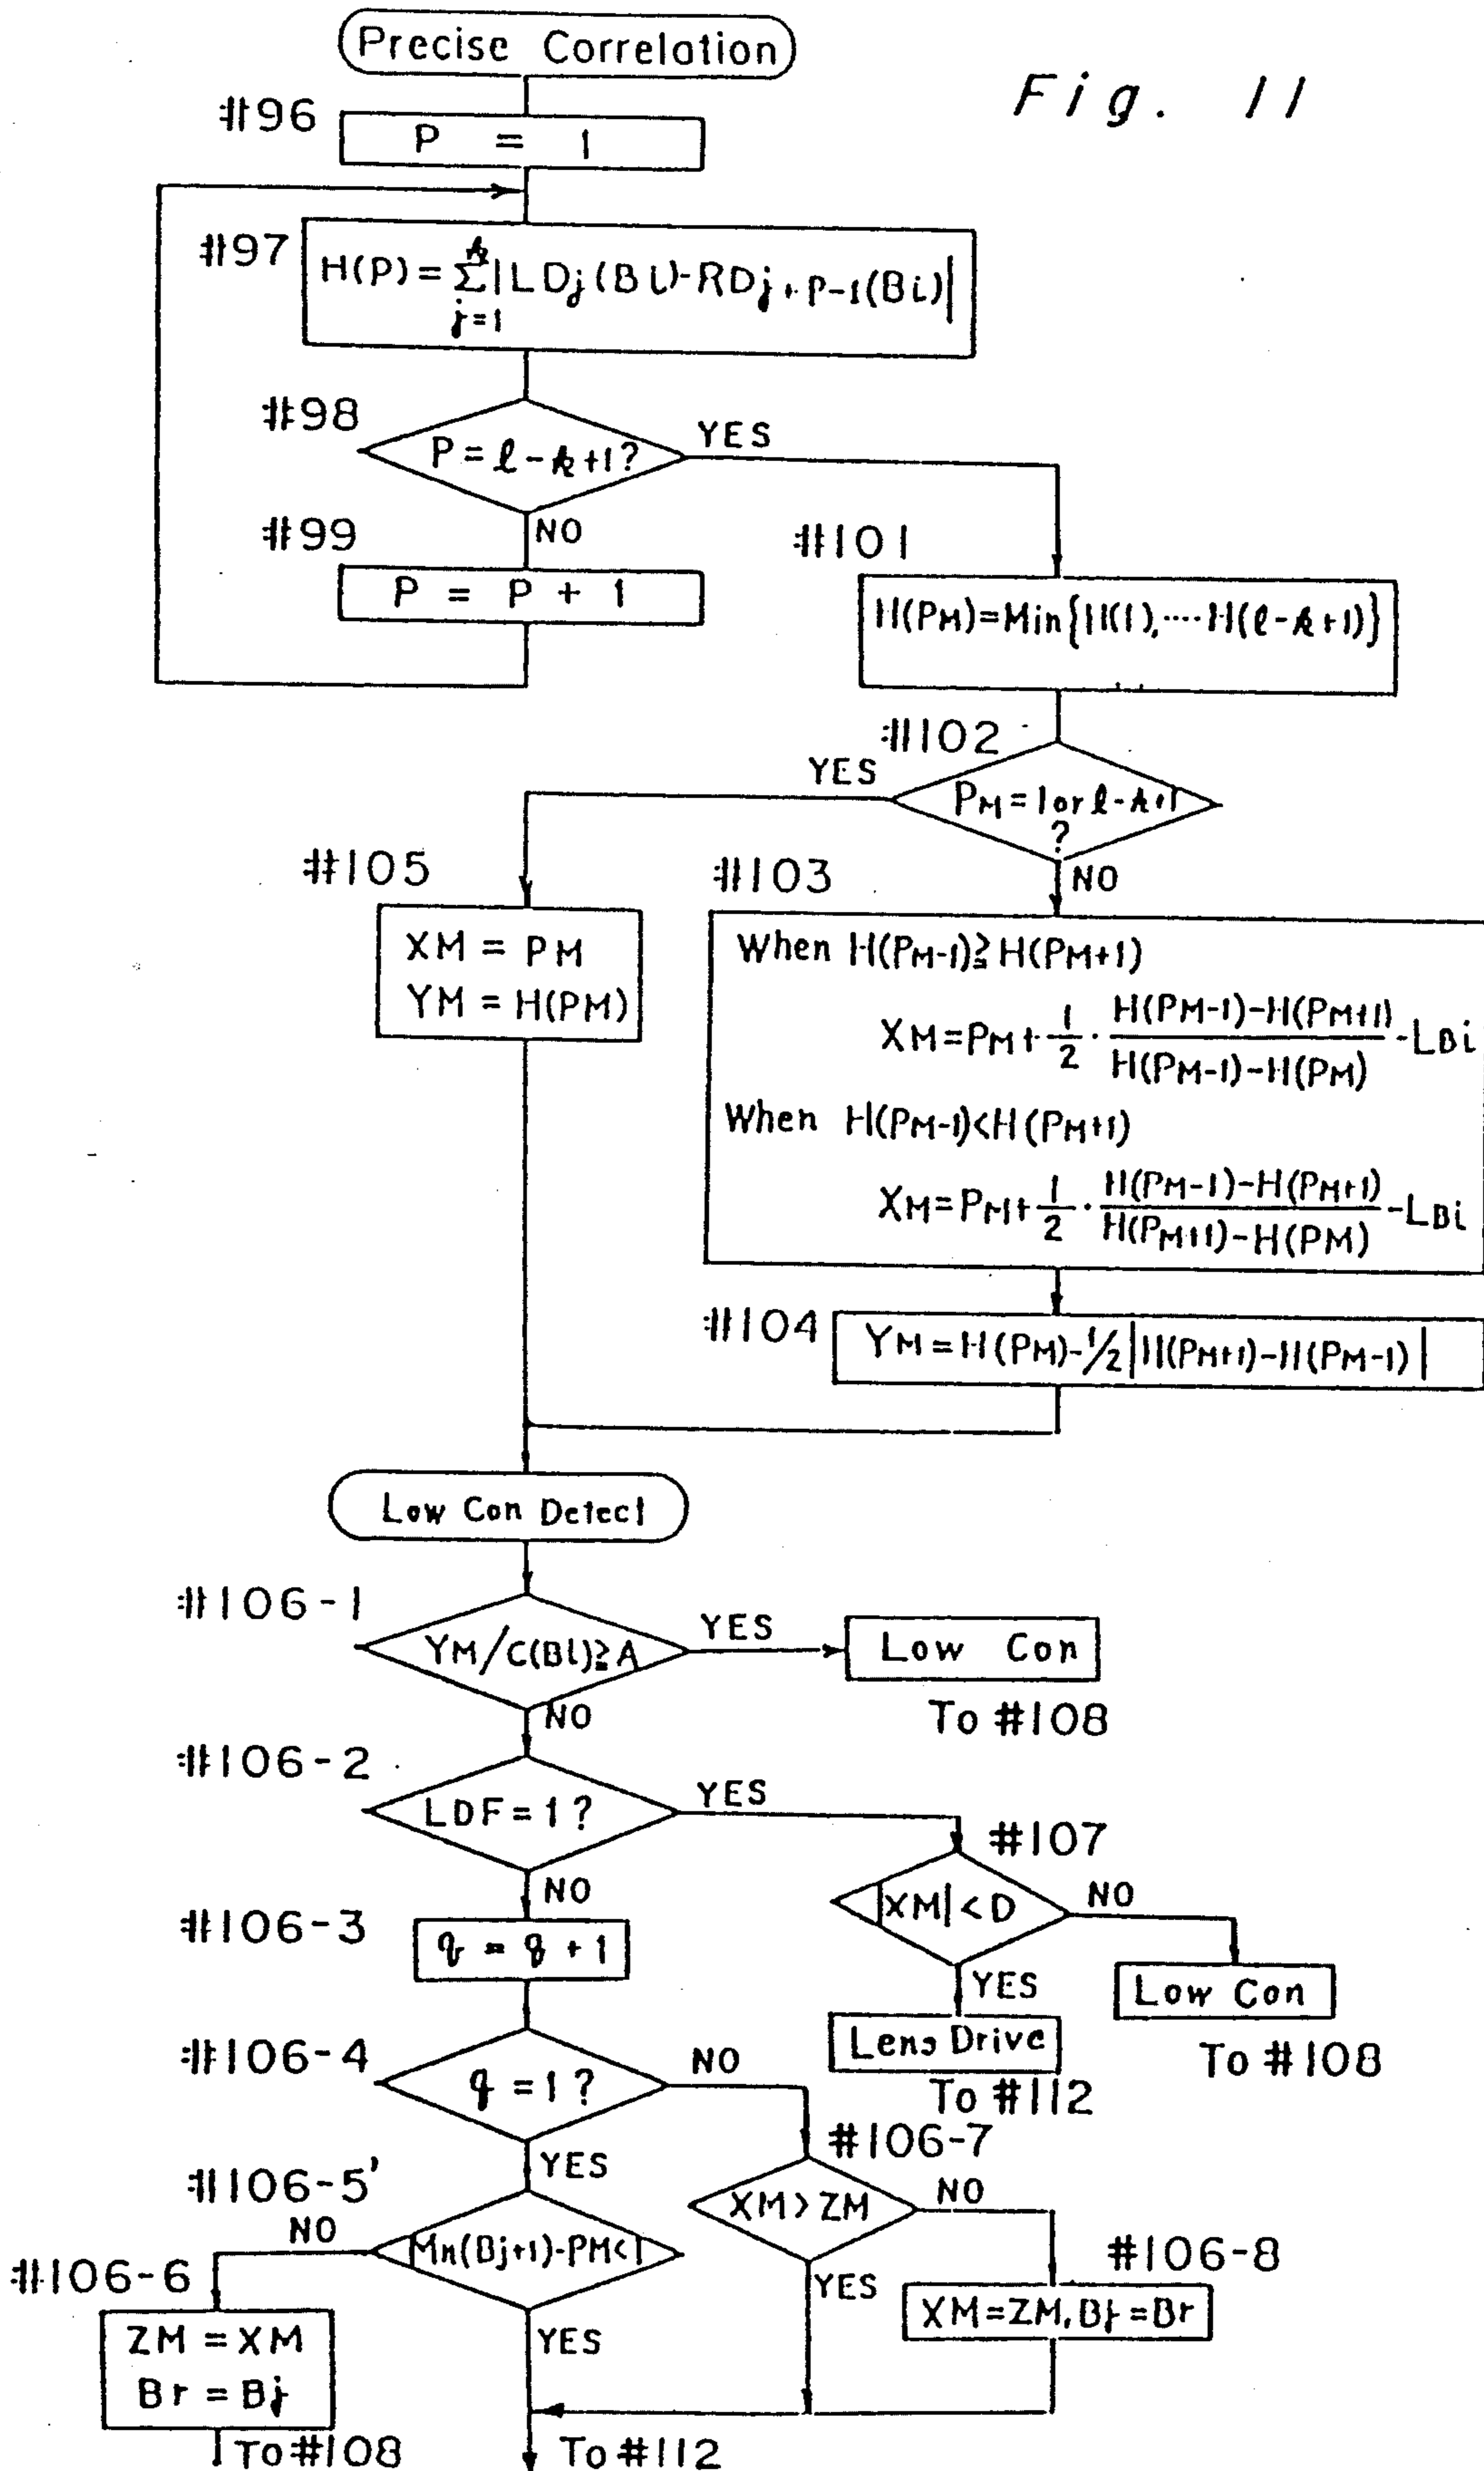 Precise Correlation
Fig. 11
#96
P = 1
#97
H(P) = k Σ j=1 |LDj(Bi)-RDj+P-1(Bi)|
#98
P = ℓ-k+1?
YES
NO
#99
P = P + 1
#101
H(PM)=Min{H(1),····H(ℓ-k+1)}
#102
PM=1 or ℓ-k+1
?
YES
NO
#105
XM = PM
YM = H(PM)
#103
When H(PM-1)≧H(PM+1)
XM=PM+1/2·H(PM-1)-H(PM+1)/H(PM-1)-H(PM)-LBi
When H(PM-1)<H(PM+1)
XM=PM+1/2·H(PM-1)-H(PM+1)/H(PM+1)-H(PM)-LBi
#104
YM=H(PM)-1/2|H(PM+1)-H(PM-1)|
Low Con Detect
#106-1
YM/C(Bi)≧A
YES
Low Con
To #108
NO
#106-2
LDF=1?
YES
#107
|XM|<D
NO
Low Con
To #108
YES
Lens Drive
To #112
NO
#106-3
q = q + 1
#106-4
q = 1?
NO
#106-7
XM>ZM
NO
#106-8
XM=ZM,Bj=Br
YES
YES
#106-5'
Mn(Bj+1)-PM<1
NO
#106-6
ZM = XM
Br = Bj
To #108
YES
To #112